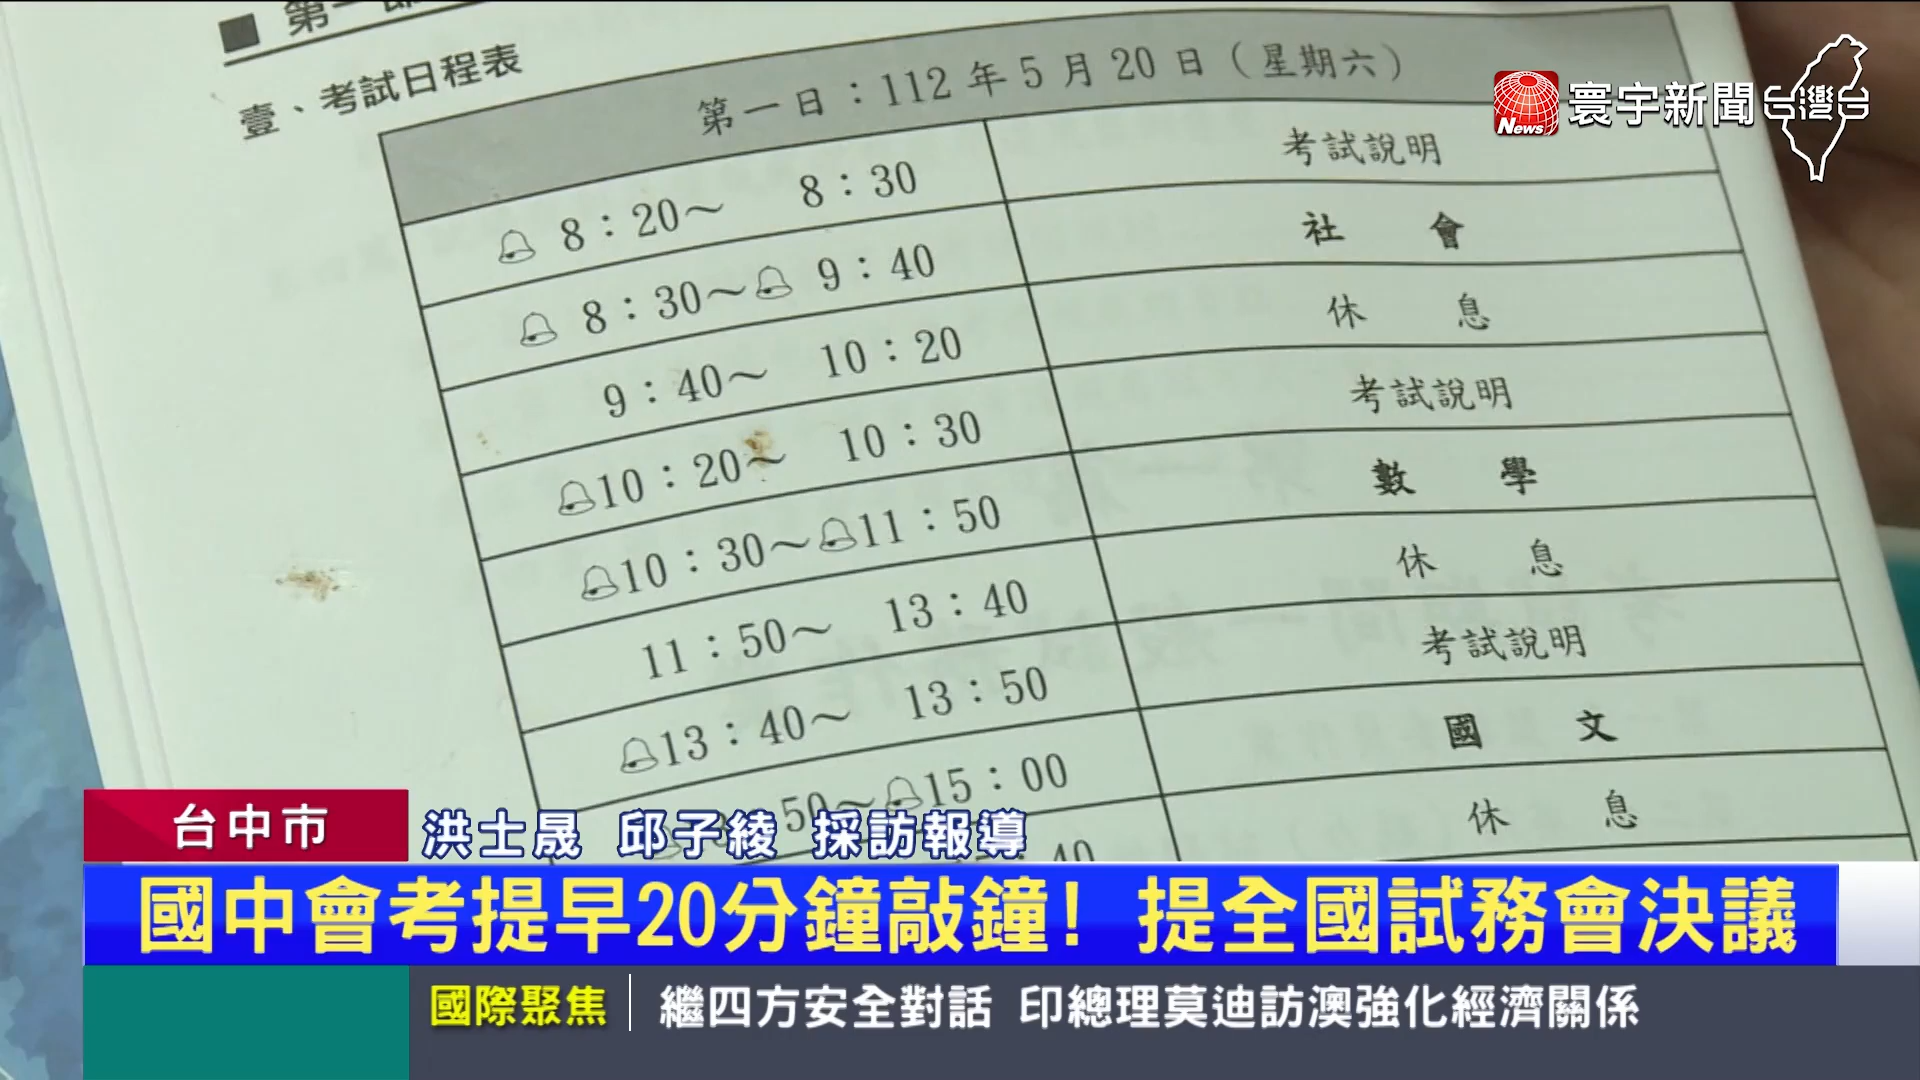 第一
壹、考試日程表
第一日：112年5月20日（星期六）
8：20～ 8：30 考試說明
8：30～ 9：40 社 會
9：40～ 10：20 休 息
10：20～ 10：30 考試說明
10：30～ 11：50 數 學
11：50～ 13：40 休 息
13：40～ 13：50 考試說明
50～ 15：00 國 文
40 休 息
News 寰宇新聞 台灣台
台中市
洪士晟 邱子綾 採訪報導
國中會考提早20分鐘敲鐘！提全國試務會決議
國際聚焦
繼四方安全對話 印總理莫迪訪澳強化經濟關係